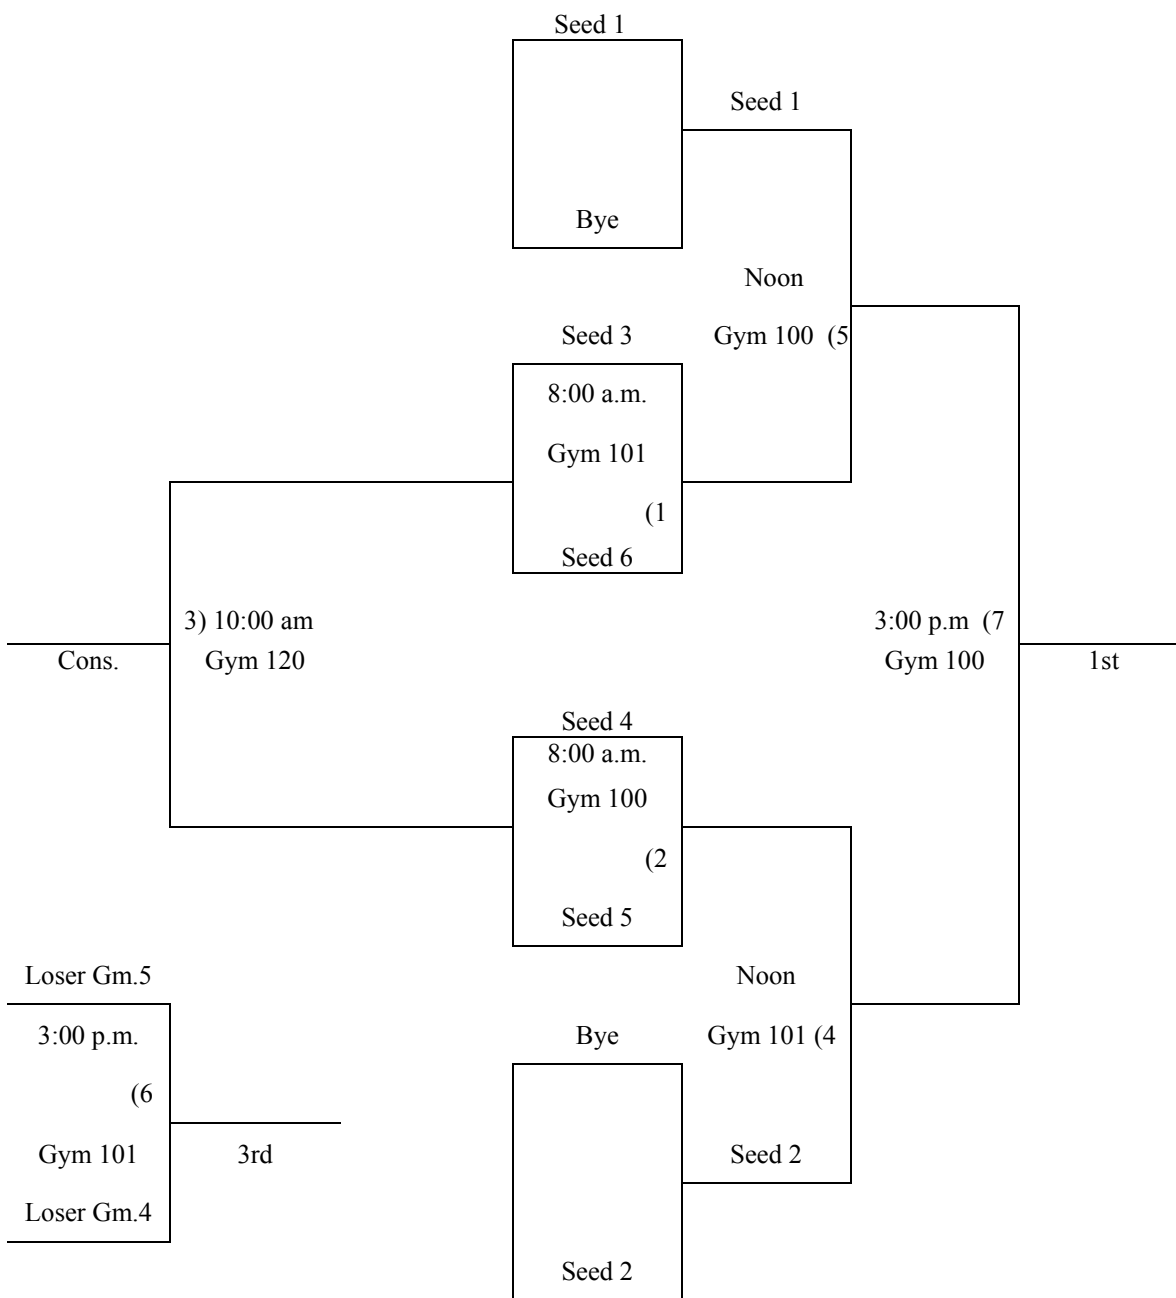 Seed 1
Seed 1
Bye
Noon
Seed 3
Gym 100 (5
8:00 a.m.
Gym 101
(1
Seed 6
3) 10:00 am
3:00 p.m (7
Cons.
Gym 120
Gym 100
1st
Seed 4
8:00 a.m.
Gym 100
(2
Seed 5
Loser Gm.5
Noon
3:00 p.m.
Bye
Gym 101 (4
(6
Gym 101
3rd
Seed 2
Loser Gm.4
Seed 2